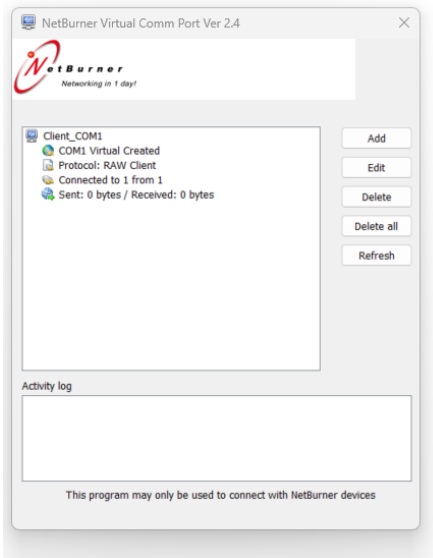 NetBurner Virtual Comm Port Ver 2.4
NetBurner
Networking in 1 day!
Client_COM1
COM1 Virtual Created
Protocol: RAW Client
Connected to 1 from 1
Sent: 0 bytes / Received: 0 bytes
Add
Edit
Delete
Delete all
Refresh
Activity log
This program may only be used to connect with NetBurner devices